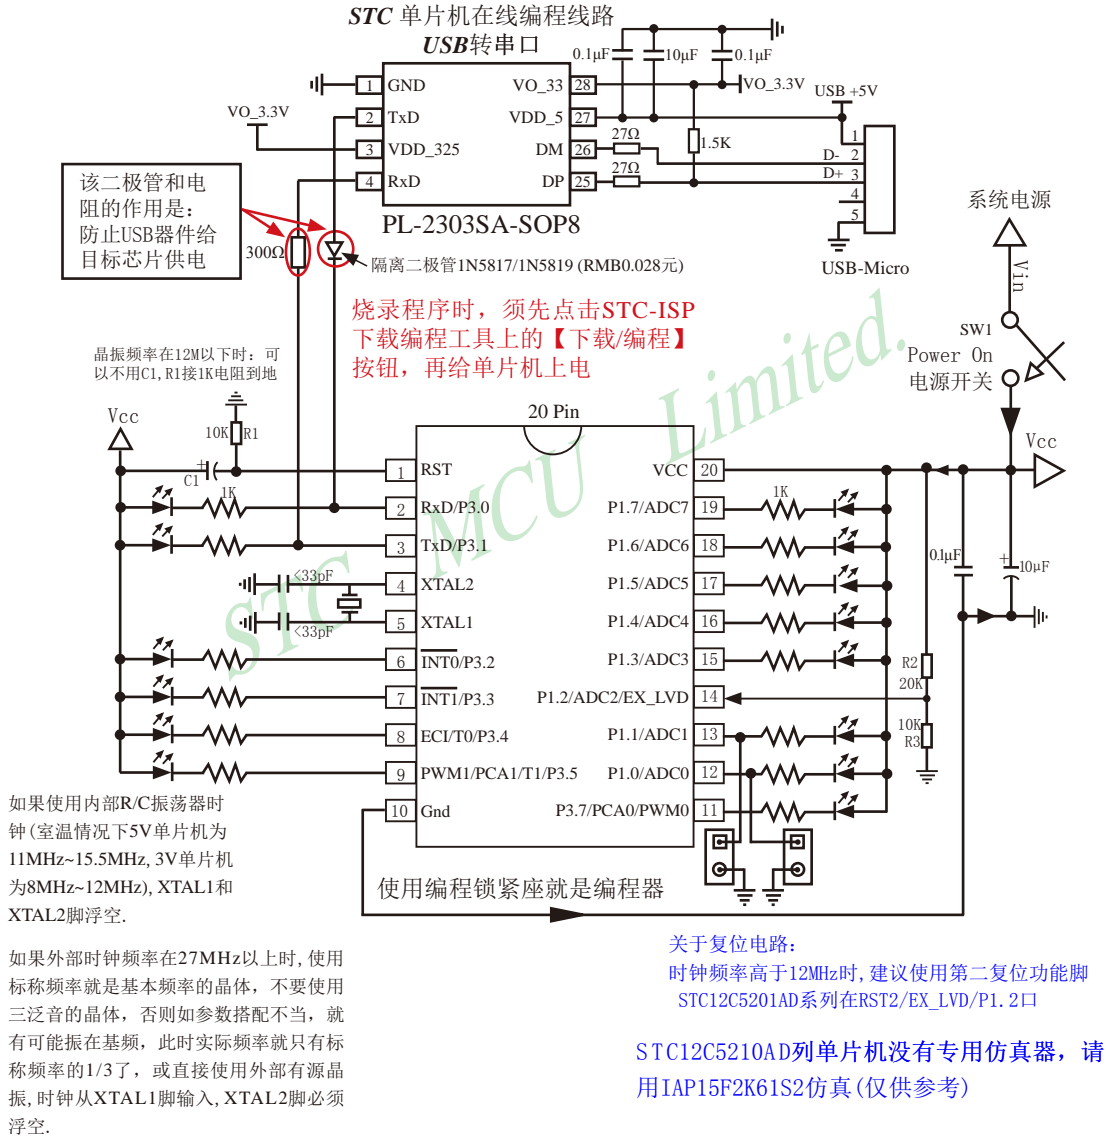 STC 单片机在线编程线路
USB转串口
0.1μF
10μF
0.1μF
1
GND
VO_33
28
VO_3.3V
USB +5V
VO_3.3V
2
TxD
VDD_5
27
3
VDD_325
DM
26
27Ω
1.5K
4
RxD
DP
25
27Ω
D-
D+
1
2
3
4
5
PL-2303SA-SOP8
USB-Micro
该二极管和电
阻的作用是:
防止USB器件给
目标芯片供电
300Ω
隔离二极管1N5817/1N5819 (RMB0.028元)
系统电源
Vin
SW1
Power On
电源开关
烧录程序时，须先点击STC-ISP
下载编程工具上的【下载/编程】
按钮，再给单片机上电
晶振频率在12M以下时: 可
以不用C1,R1接1K电阻到地
STC MCU Limited.
Vcc
10K
R1
+
C1
1K
20 Pin
1
RST
VCC
20
Vcc
2
RxD/P3.0
P1.7/ADC7
19
1K
3
TxD/P3.1
P1.6/ADC6
18
<33pF
4
XTAL2
P1.5/ADC5
17
0.1μF
+
10μF
<33pF
5
XTAL1
P1.4/ADC4
16
6
INT0/P3.2
P1.3/ADC3
15
R2
20K
7
INT1/P3.3
P1.2/ADC2/EX_LVD
14
8
ECI/T0/P3.4
P1.1/ADC1
13
10K
R3
9
PWM1/PCA1/T1/P3.5
P1.0/ADC0
12
10
Gnd
P3.7/PCA0/PWM0
11
使用编程锁紧座就是编程器
如果使用内部R/C振荡器时
钟(室温情况下5V单片机为
11MHz~15.5MHz, 3V单片机
为8MHz~12MHz), XTAL1和
XTAL2脚浮空.
如果外部时钟频率在27MHz以上时, 使用
标称频率就是基本频率的晶体，不要使用
三泛音的晶体，否则如参数搭配不当，就
有可能振在基频，此时实际频率就只有标
称频率的1/3了，或直接使用外部有源晶
振, 时钟从XTAL1脚输入, XTAL2脚必须
浮空.
关于复位电路:
时钟频率高于12MHz时, 建议使用第二复位功能脚
STC12C5201AD系列在RST2/EX_LVD/P1.2口
STC12C5210AD列单片机没有专用仿真器，请
用IAP15F2K61S2仿真(仅供参考)